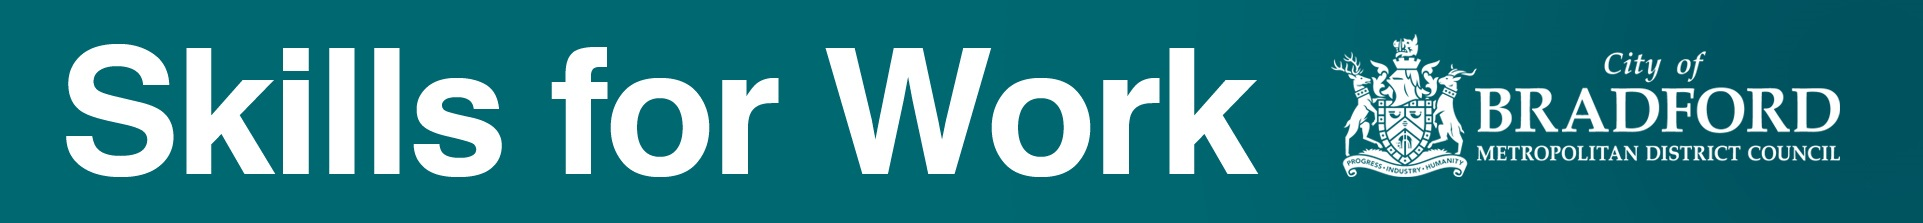 Skills for Work
City of
BRADFORD
METROPOLITAN DISTRICT COUNCIL
PROGRESS · INDUSTRY · HUMANITY